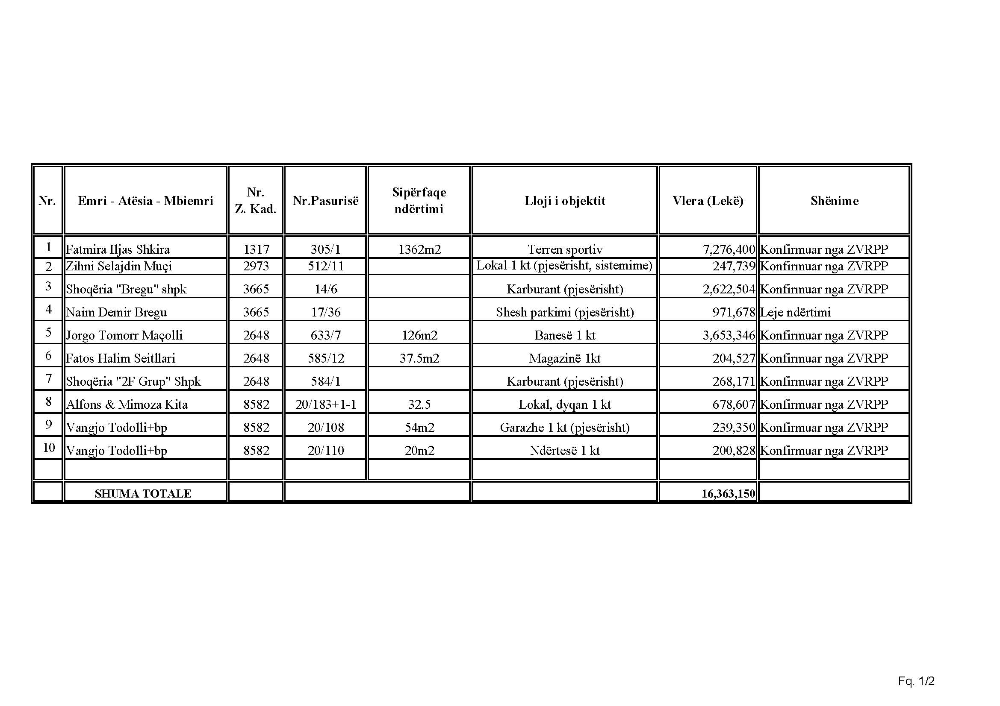 Nr. Emri - Atësia - Mbiemri Nr. Z. Kad. Nr.Pasurisë Sipërfaqe ndërtimi Lloji i objektit Vlera (Lekë) Shënime
1 Fatmira Iljas Shkira 1317 305/1 1362m2 Terren sportiv 7,276,400 Konfirmuar nga ZVRPP
2 Zihni Selajdin Muçi 2973 512/11 Lokal 1 kt (pjesërisht, sistemime) 247,739 Konfirmuar nga ZVRPP
3 Shoqëria "Bregu" shpk 3665 14/6 Karburant (pjesërisht) 2,622,504 Konfirmuar nga ZVRPP
4 Naim Demir Bregu 3665 17/36 Shesh parkimi (pjesërisht) 971,678 Leje ndërtimi
5 Jorgo Tomorr Maçolli 2648 633/7 126m2 Banesë 1 kt 3,653,346 Konfirmuar nga ZVRPP
6 Fatos Halim Seitllari 2648 585/12 37.5m2 Magazinë 1kt 204,527 Konfirmuar nga ZVRPP
7 Shoqëria "2F Grup" Shpk 2648 584/1 Karburant (pjesërisht) 268,171 Konfirmuar nga ZVRPP
8 Alfons & Mimoza Kita 8582 20/183+1-1 32.5 Lokal, dyqan 1 kt 678,607 Konfirmuar nga ZVRPP
9 Vangjo Todolli+bp 8582 20/108 54m2 Garazhe 1 kt (pjesërisht) 239,350 Konfirmuar nga ZVRPP
10 Vangjo Todolli+bp 8582 20/110 20m2 Ndërtesë 1 kt 200,828 Konfirmuar nga ZVRPP
SHUMA TOTALE 16,363,150
Fq. 1/2